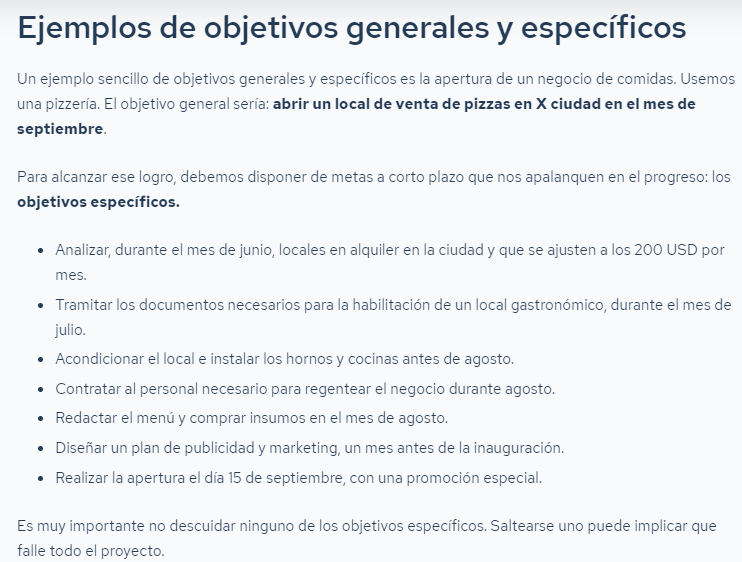 Ejemplos de objetivos generales y específicos
Un ejemplo sencillo de objetivos generales y específicos es la apertura de un negocio de comidas. Usemos
una pizzería. El objetivo general sería: abrir un local de venta de pizzas en X ciudad en el mes de
septiembre.
Para alcanzar ese logro, debemos disponer de metas a corto plazo que nos apalanquen en el progreso: los
objetivos específicos.
• Analizar, durante el mes de junio, locales en alquiler en la ciudad y que se ajusten a los 200 USD por
mes.
• Tramitar los documentos necesarios para la habilitación de un local gastronómico, durante el mes de
julio.
• Acondicionar el local e instalar los hornos y cocinas antes de agosto.
• Contratar al personal necesario para regentear el negocio durante agosto.
• Redactar el menú y comprar insumos en el mes de agosto.
• Diseñar un plan de publicidad y marketing, un mes antes de la inauguración.
• Realizar la apertura el día 15 de septiembre, con una promoción especial.
Es muy importante no descuidar ninguno de los objetivos específicos. Saltearse uno puede implicar que
falle todo el proyecto.